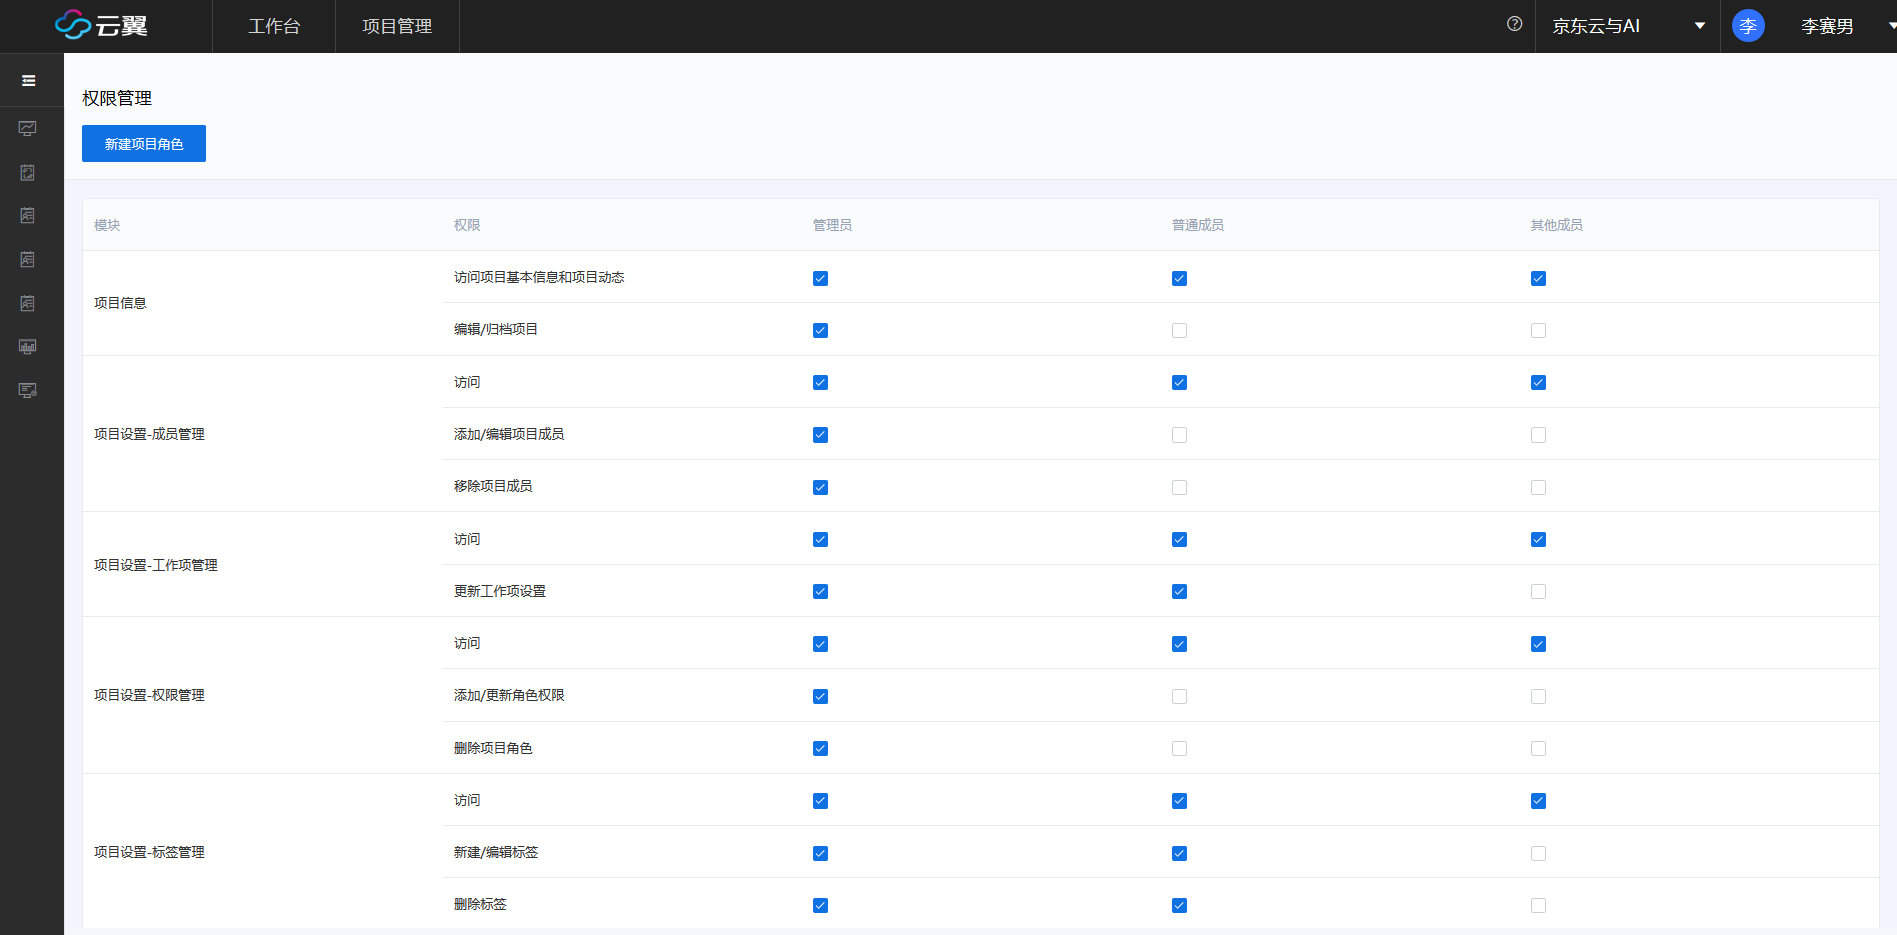 云翼
工作台
项目管理
京东云与AI
李
李赛男
权限管理
新建项目角色
模块 权限 管理员 普通成员 其他成员
项目信息
访问项目基本信息和项目动态
编辑/归档项目
项目设置-成员管理
访问
添加/编辑项目成员
移除项目成员
项目设置-工作项管理
访问
更新工作项设置
项目设置-权限管理
访问
添加/更新角色权限
删除项目角色
项目设置-标签管理
访问
新建/编辑标签
删除标签